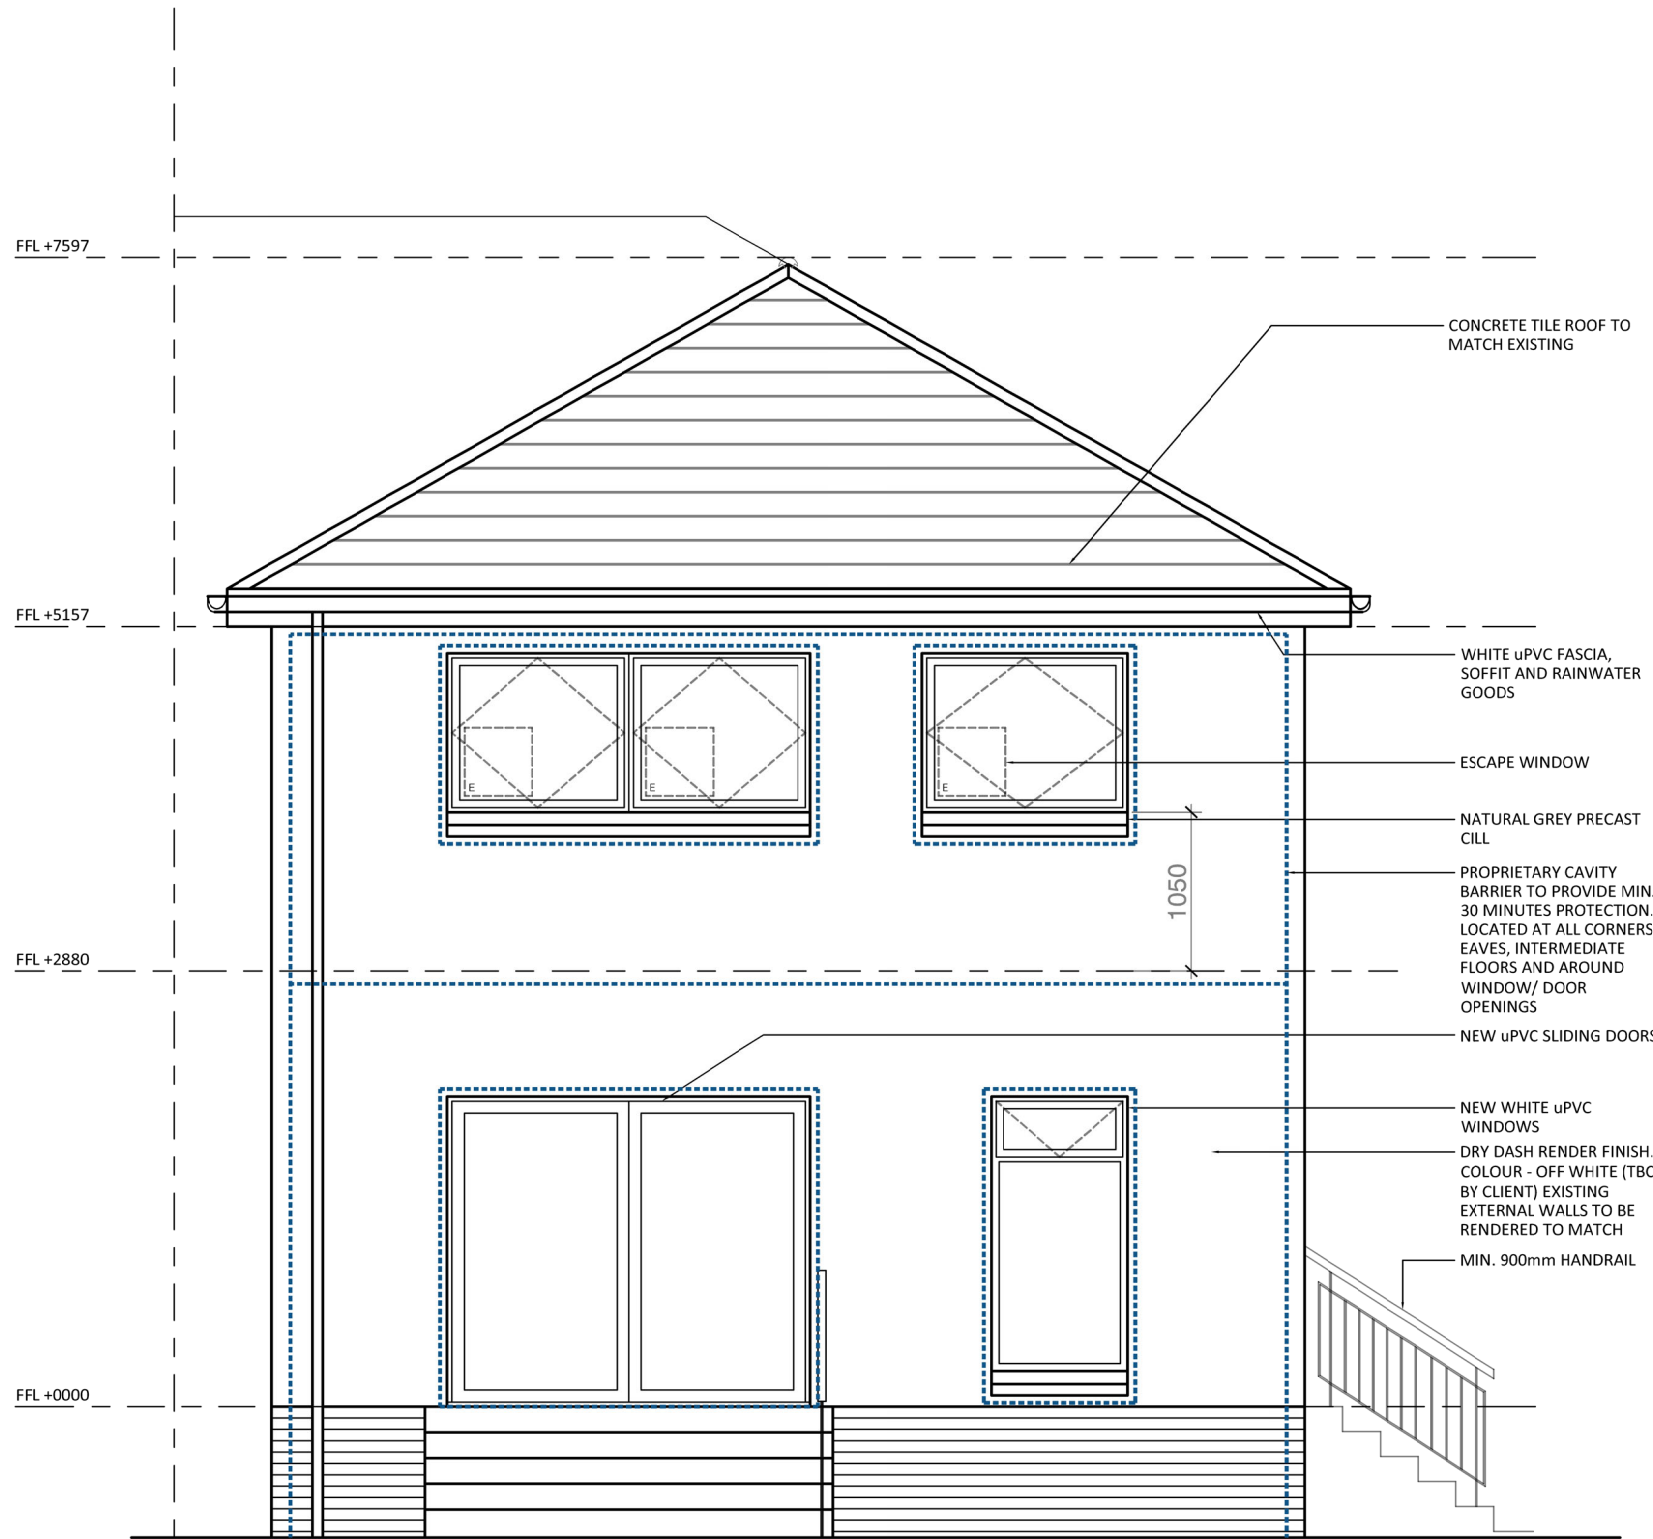 FFL +7597
CONCRETE TILE ROOF TO
MATCH EXISTING
FFL +5157
WHITE uPVC FASCIA,
SOFFIT AND RAINWATER
GOODS
ESCAPE WINDOW
E
E
E
NATURAL GREY PRECAST
CILL
1050
PROPRIETARY CAVITY
BARRIER TO PROVIDE MIN.
30 MINUTES PROTECTION.
LOCATED AT ALL CORNERS
EAVES, INTERMEDIATE
FLOORS AND AROUND
WINDOW/ DOOR
OPENINGS
FFL +2880
NEW uPVC SLIDING DOORS
NEW WHITE uPVC
WINDOWS
DRY DASH RENDER FINISH.
COLOUR - OFF WHITE (TBC
BY CLIENT) EXISTING
EXTERNAL WALLS TO BE
RENDERED TO MATCH
MIN. 900mm HANDRAIL
FFL +0000